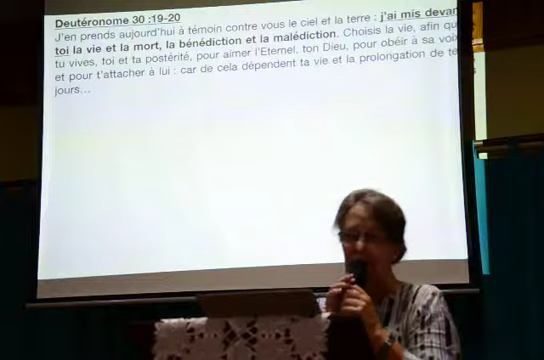 Deutéronome 30 :19-20
J'en prends aujourd'hui à témoin contre vous le ciel et la terre : j'ai mis devan
toi la vie et la mort, la bénédiction et la malédiction. Choisis la vie, afin qu
tu vives, toi et ta postérité, pour aimer l'Eternel, ton Dieu, pour obéir à sa voix
et pour t'attacher à lui : car de cela dépendent ta vie et la prolongation de te
jours…